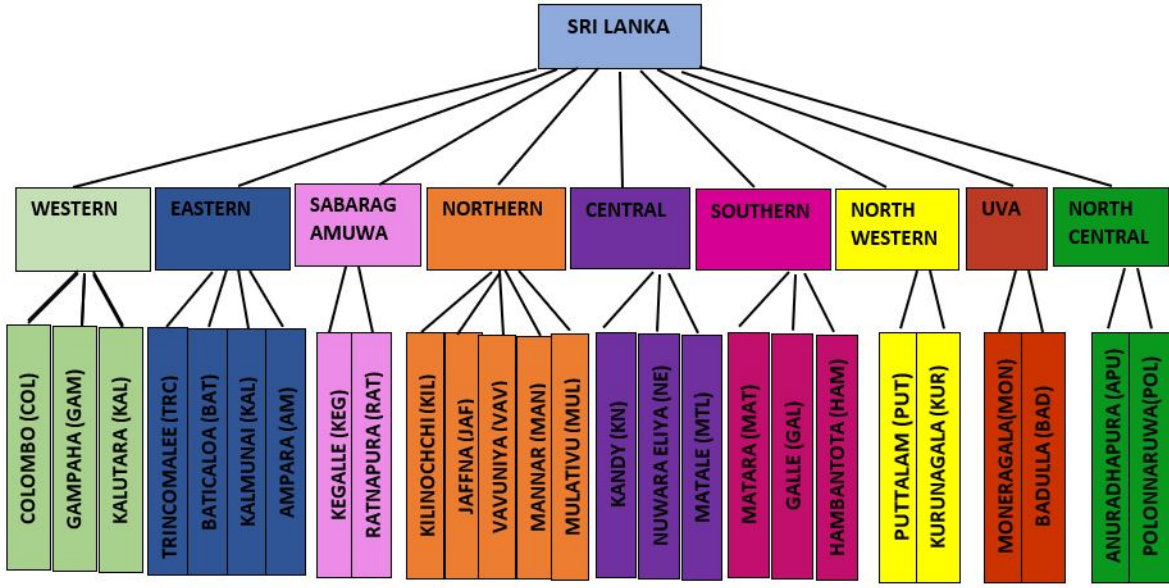 SRI LANKA
WESTERN
EASTERN
SABARAG
AMUWA
NORTHERN
CENTRAL
SOUTHERN
NORTH
WESTERN
UVA
NORTH
CENTRAL
COLOMBO (COL)
GAMPAHA (GAM)
KALUTARA (KAL)
TRINCOMALEE (TRC)
BATICALOA (BAT)
KALMUNAI (KAL)
AMPARA (AM)
KEGALLE (KEG)
RATNAPURA (RAT)
KILINOCHCHI (KIL)
JAFFNA (JAF)
VAVUNIYA (VAV)
MANNAR (MAN)
MULATIVU (MUL)
KANDY (KN)
NUWARA ELIYA (NE)
MATALE (MTL)
MATARA (MAT)
GALLE (GAL)
HAMBANTOTA (HAM)
PUTTALAM (PUT)
KURUNAGALA (KUR)
MONERAGALA(MON)
BADULLA (BAD)
ANURADHAPURA (APU)
POLONNARUWA(POL)